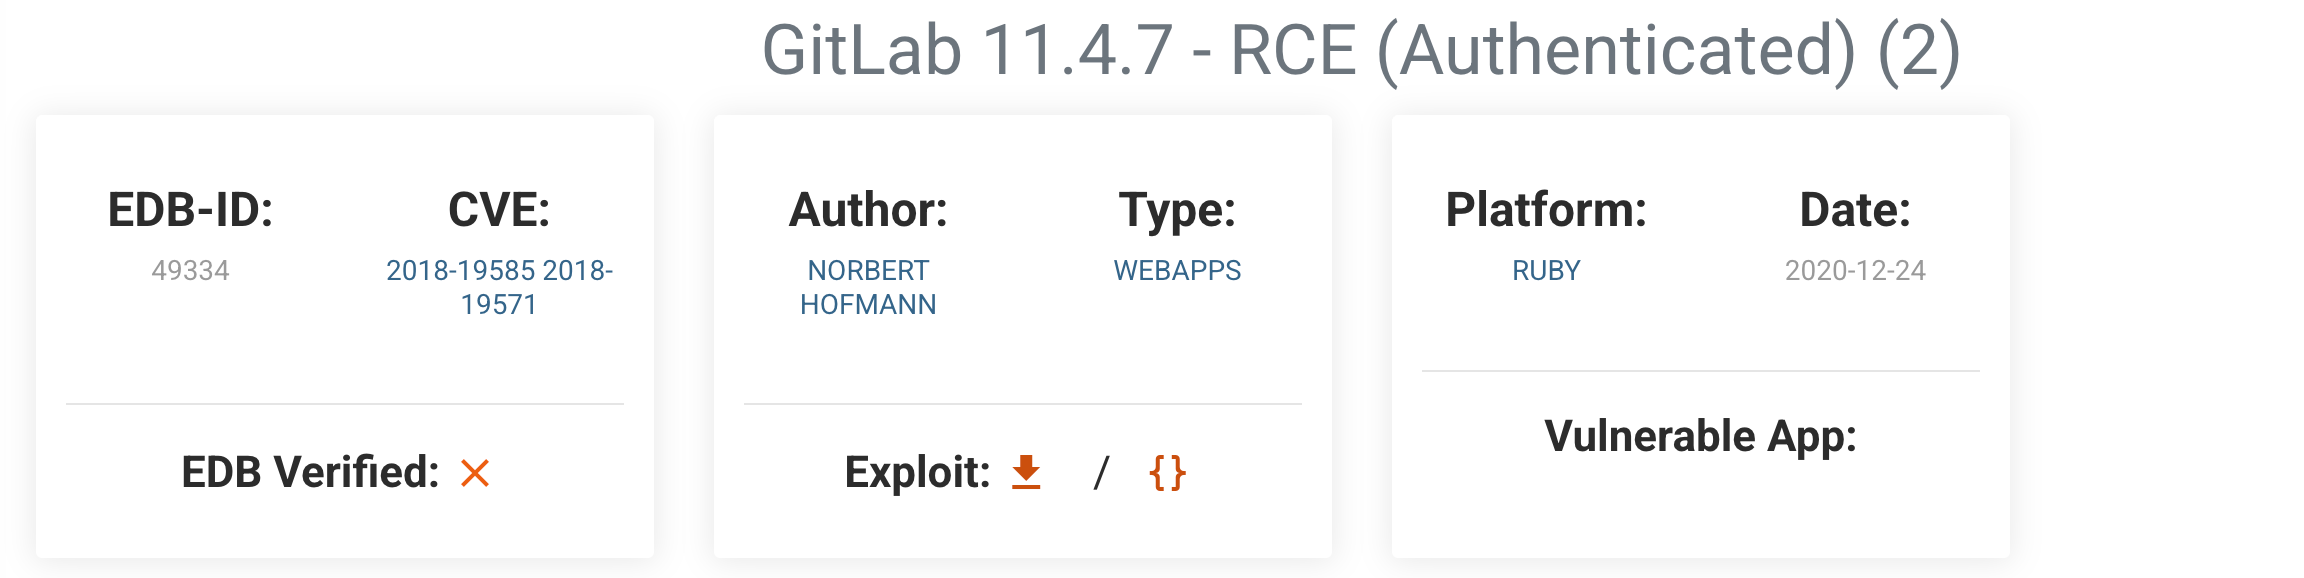 GitLab 11.4.7 - RCE (Authenticated) (2)
EDB-ID:
49334
CVE:
2018-19585 2018-
19571
EDB Verified:
Author:
NORBERT
HOFMANN
Type:
WEBAPPS
Exploit: / {}
Platform:
RUBY
Date:
2020-12-24
Vulnerable App: